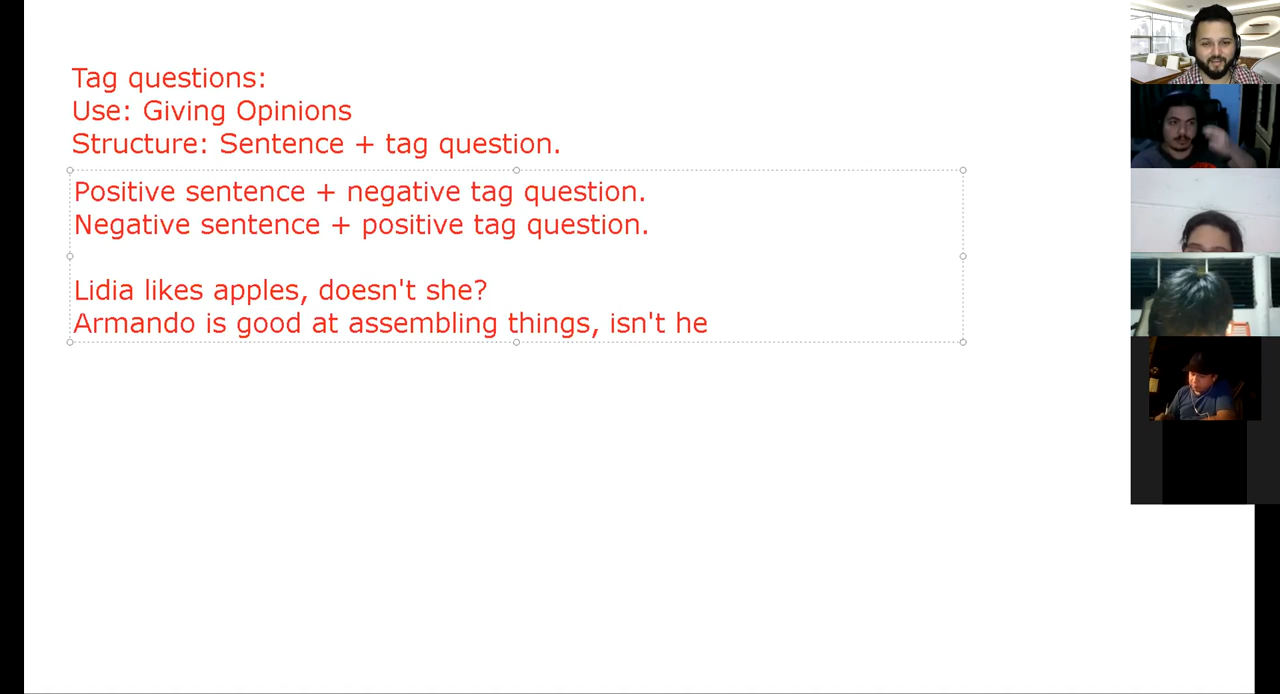 Tag questions:
Use: Giving Opinions
Structure: Sentence + tag question.
Positive sentence + negative tag question.
Negative sentence + positive tag question.
Lidia likes apples, doesn't she?
Armando is good at assembling things, isn't he